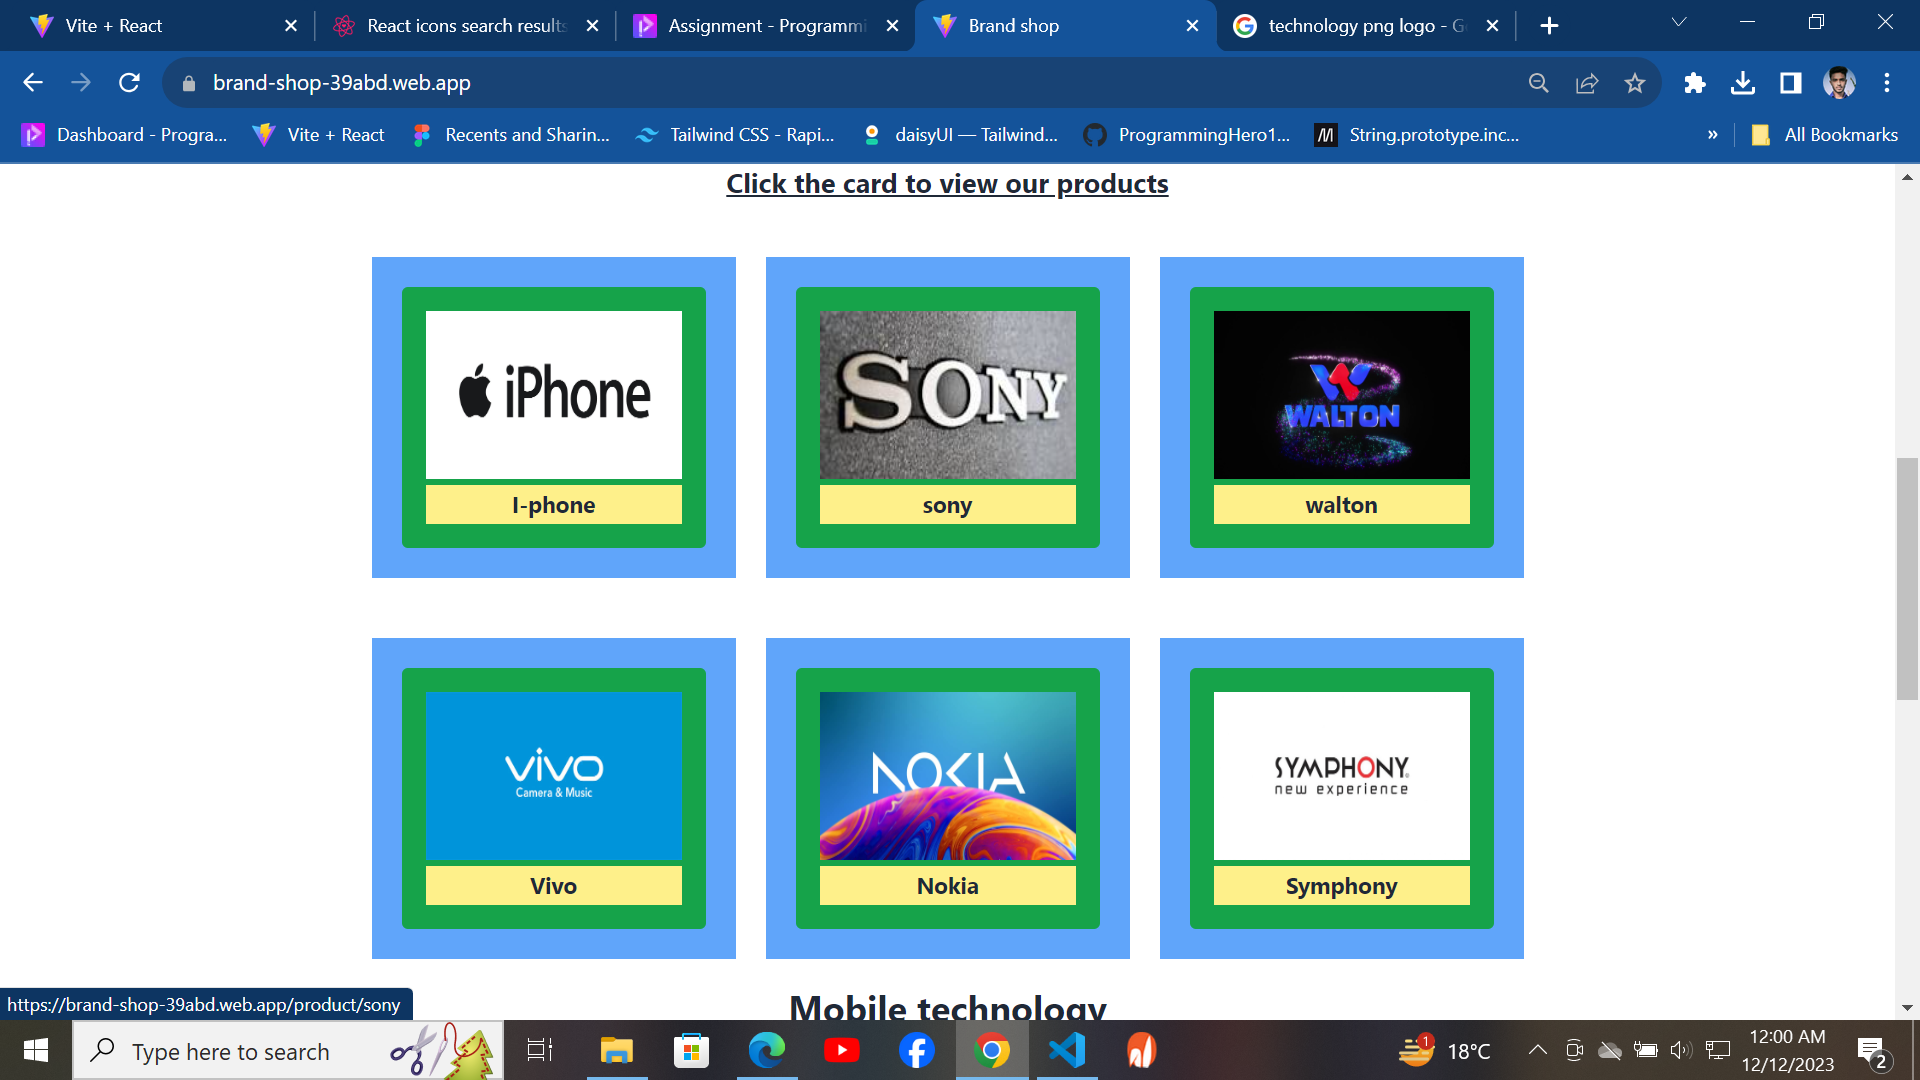 Vite + React
React icons search results
Assignment - Programmi
Brand shop
technology png logo - Go
brand-shop-39abd.web.app
Dashboard - Progra...
Vite + React
Recents and Sharin...
Tailwind CSS - Rapi...
daisyUI — Tailwind...
ProgrammingHero1...
String.prototype.inc...
»
All Bookmarks
Click the card to view our products
iPhone
SONY
WALTON
I-phone
sony
walton
vivo
Camera & Music
NOKIA
SYMPHONY
new experience
Vivo
Nokia
Symphony
https://brand-shop-39abd.web.app/product/sony
Mobile technology
Type here to search
1
18°C
12:00 AM
12/12/2023
2